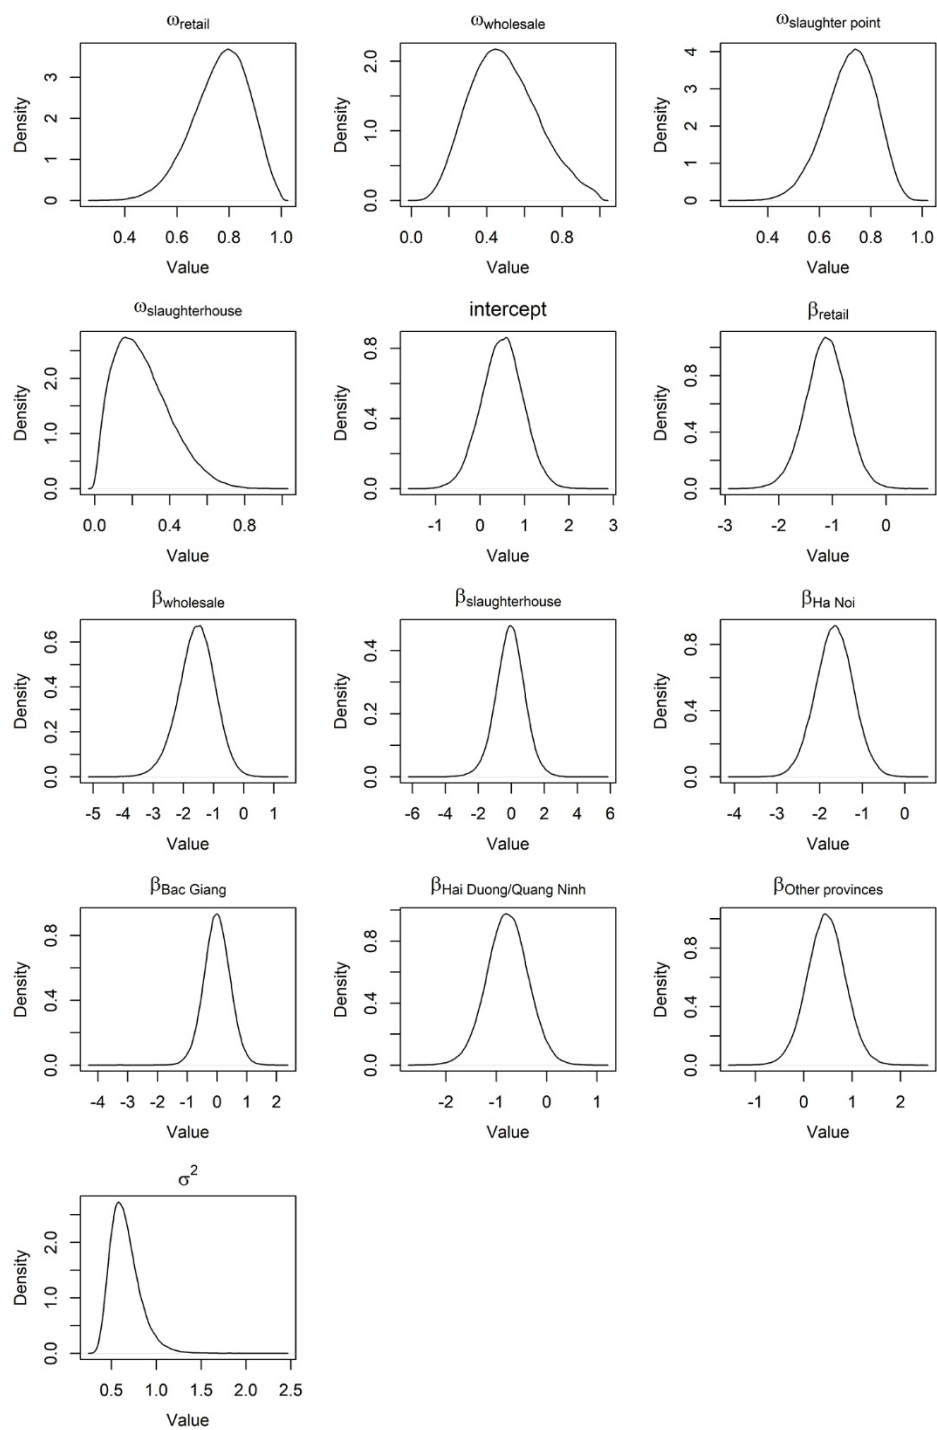 ωretail
ωwholesale
ωslaughter point
Density
0 1 2 3
0.4 0.6 0.8 1.0
Value
Density
0.0 1.0 2.0
0.0 0.4 0.8
Value
Density
0 1 2 3 4
0.4 0.6 0.8 1.0
Value
ωslaughterhouse
intercept
βretail
Density
0.0 1.0 2.0
0.0 0.4 0.8
Value
Density
0.0 0.4 0.8
-1 0 1 2 3
Value
Density
0.0 0.4 0.8
-3 -2 -1 0
Value
βwholesale
βslaughterhouse
βHa Noi
Density
0.0 0.2 0.4 0.6
-5 -4 -3 -2 -1 0 1
Value
Density
0.0 0.2 0.4
-6 -4 -2 0 2 4 6
Value
Density
0.0 0.4 0.8
-4 -3 -2 -1 0
Value
βBac Giang
βHai Duong/Quang Ninh
βOther provinces
Density
0.0 0.4 0.8
-4 -3 -2 -1 0 1 2
Value
Density
0.0 0.4 0.8
-2 -1 0 1
Value
Density
0.0 0.4 0.8
-1 0 1 2
Value
σ²
Density
0.0 1.0 2.0
0.5 1.0 1.5 2.0 2.5
Value